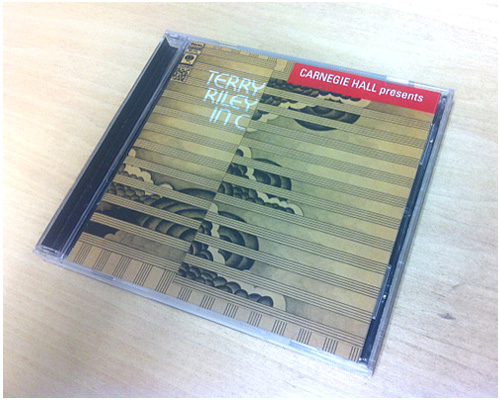 CARNEGIE HALL presents
TERRY
RILEY
IN C